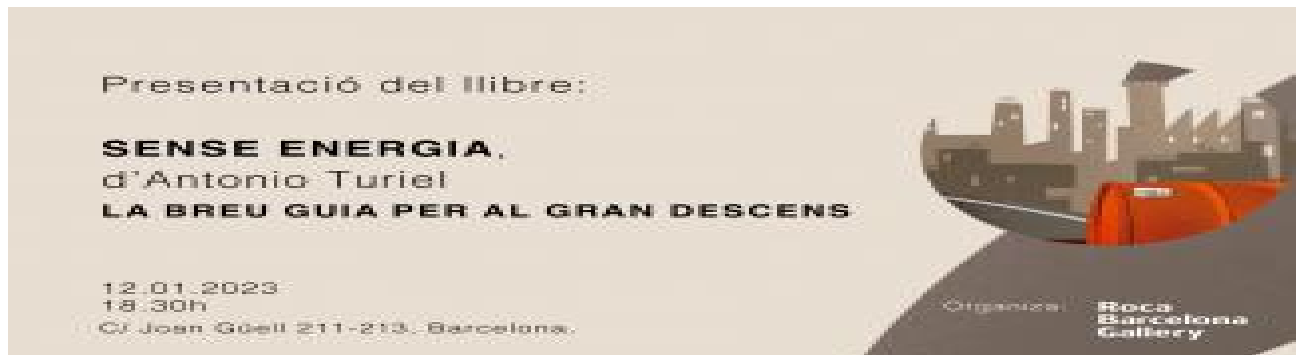 Presentació del llibre:
SENSE ENERGIA,
d'Antonio Turiel
LA BREU GUIA PER AL GRAN DESCENS
12.01.2023
18.30h
C/ Joan Güell 211-213. Barcelona.
Organiza:
Roca
Barcelona
Gallery